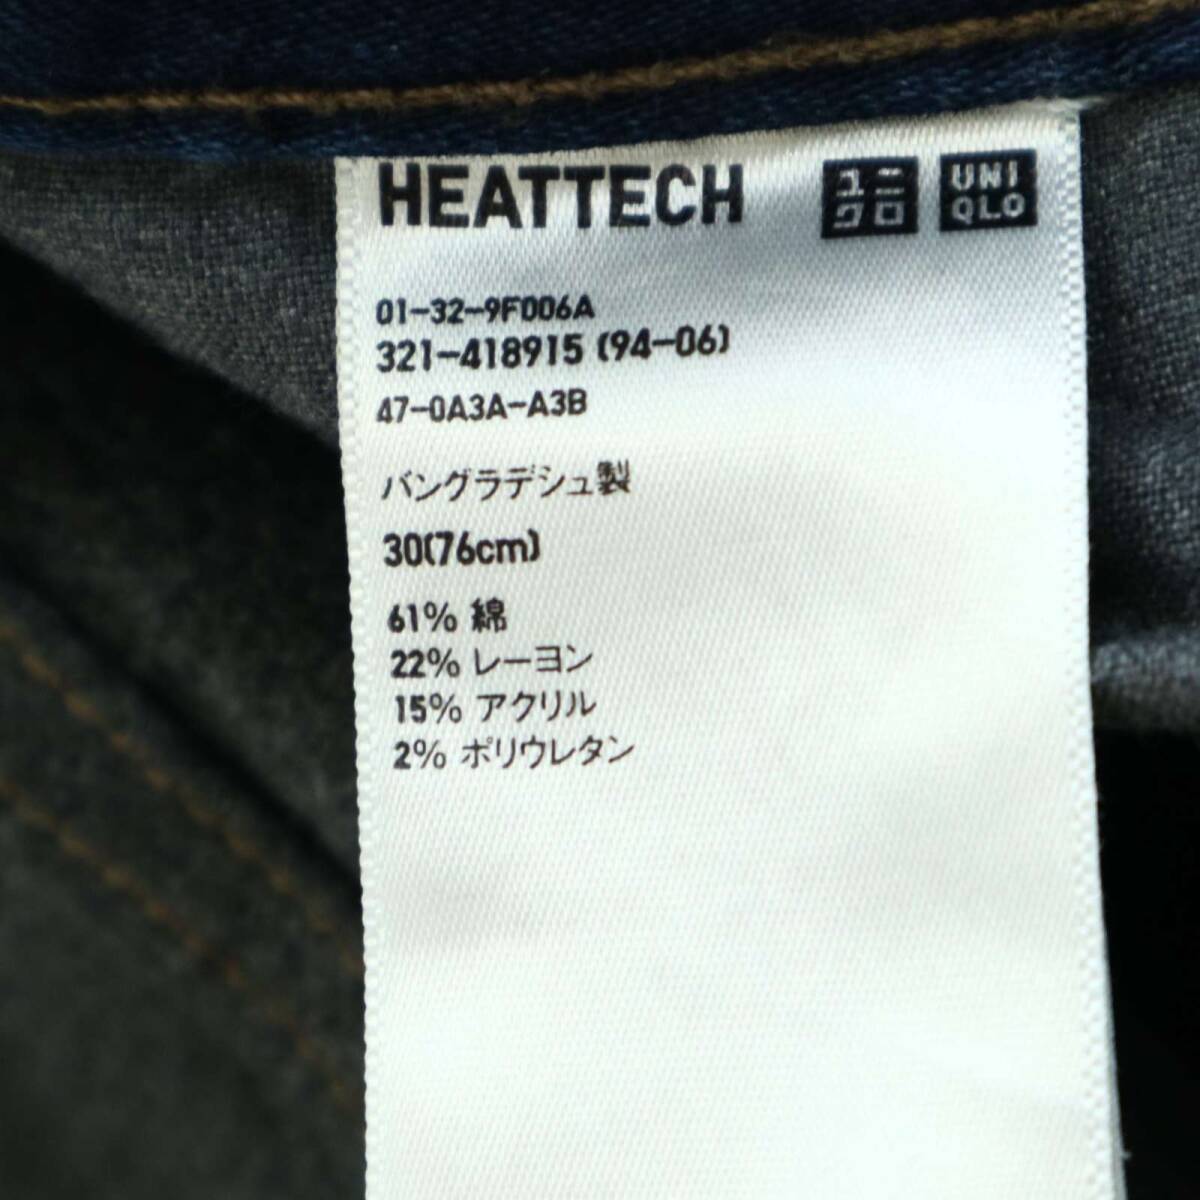 HEATTECH ユニクロ UNIQLO
01-32-9F006A
321-418915 (94-06)
47-0A3A-A3B
バングラデシュ製
30(76cm)
61% 綿
22% レーヨン
15% アクリル
2% ポリウレタン